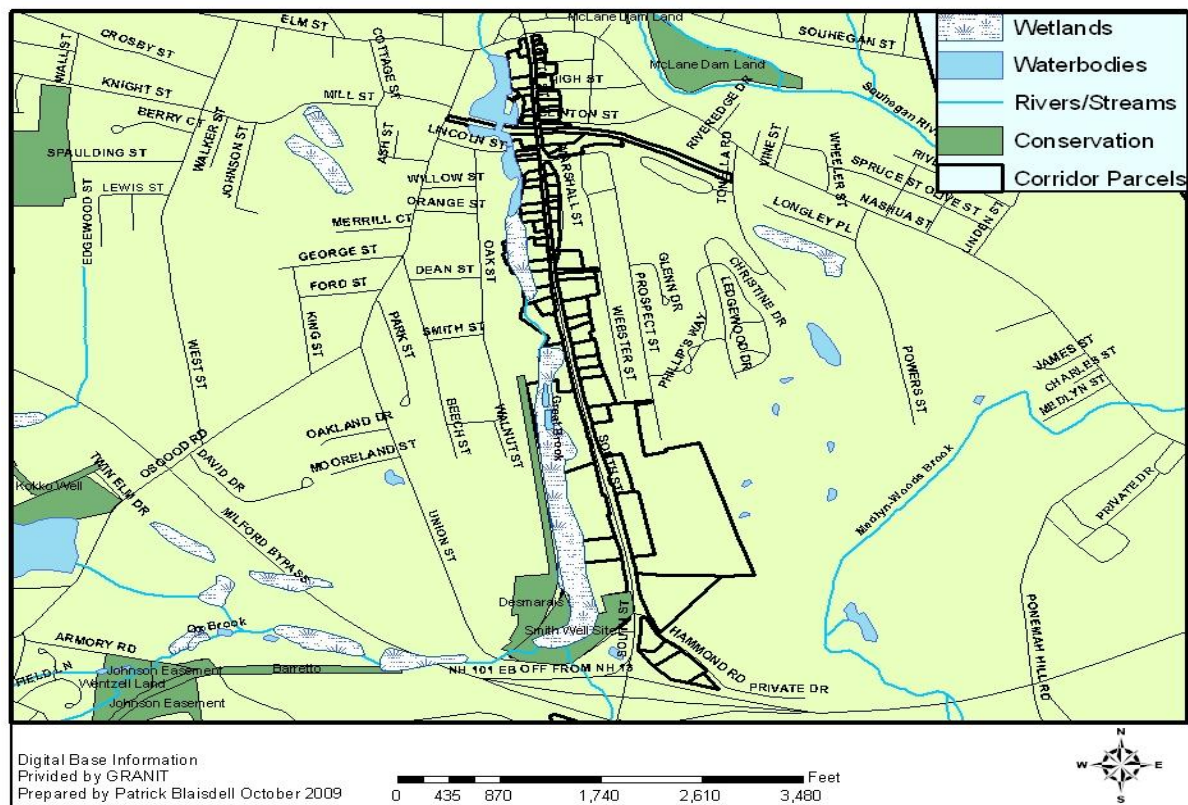 McLane Dam Land
ELM ST
SOUHEGAN ST
WALL ST
CROSBY ST
COTTAGE ST
McLane Dam Land
KNIGHT ST
MILL ST
HIGH ST
BERRY CT
WALKER ST
JOHNSON ST
ASH ST
LINCOLN ST
CLINTON ST
RIVEREDGE DR
Souhegan River
SPAULDING ST
LEWIS ST
EDGEWOOD ST
WILLOW ST
ORANGE ST
MERRILL CT
MARSHALL ST
TONELLA RD
VINE ST
WHEELER ST
SPRUCE ST
OLIVE ST
LINDEN ST
NASHUA ST
LONGLEY PL
GEORGE ST
FORD ST
DEAN ST
OAK ST
KING ST
PARK ST
SMITH ST
WEBSTER ST
PROSPECT ST
GLENN DR
CHRISTINE DR
LEDGEWOOD DR
PHILLIP'S WAY
WEST ST
POWERS ST
JAMES ST
CHARLES ST
MEDLYN ST
OAKLAND DR
MOORELAND ST
BEECH ST
WALNUT ST
Great Brook
SOUTH ST
OSGOOD RD
DAVID DR
TWIN ELM DR
Kokko Well
MILFORD BYPASS
UNION ST
Medlyn-Woods Brook
PRIVATE DR
PONEMAH HILL RD
Desmarais
Smith Well Site
SOUTH ST
HAMMOND RD
Ox Brook
ARMORY RD
Barretto
Johnson Easement
Wentzell Land
Johnson Easement
NH 101 EB OFF FROM NH 13
PRIVATE DR
Wetlands
Waterbodies
Rivers/Streams
Conservation
Corridor Parcels
Digital Base Information
Privided by GRANIT
Prepared by Patrick Blaisdell October 2009
Feet
0 435 870 1,740 2,610 3,480
N
W E
S